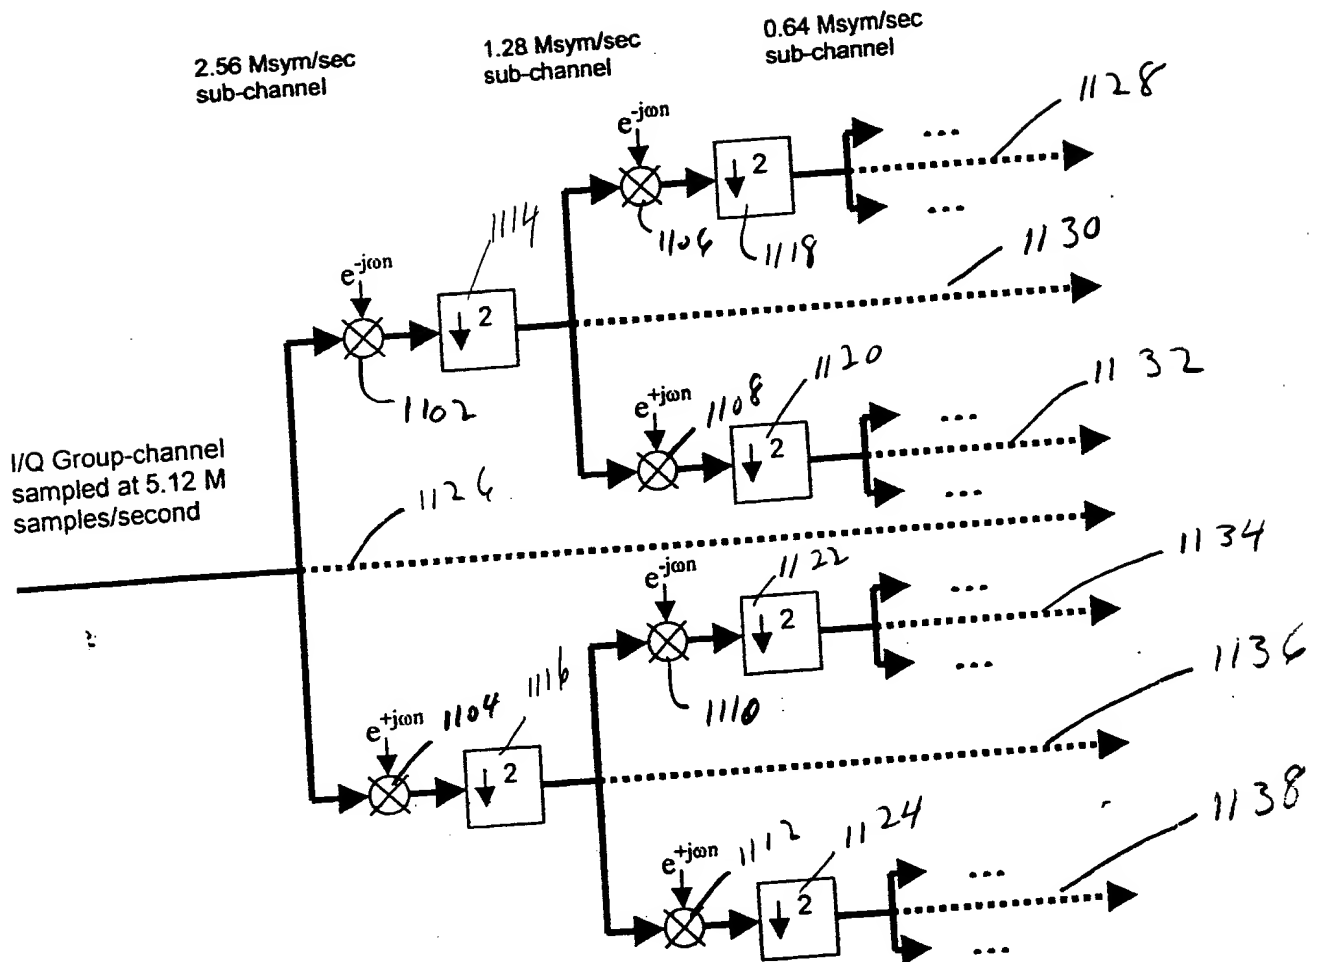 2.56 Msym/sec
sub-channel
1.28 Msym/sec
sub-channel
0.64 Msym/sec
sub-channel
1128
e-jωn
2
...
...
1106
1118
1130
1114
e-jωn
2
1102
1120
1132
e+jωn
1108
2
...
...
I/Q Group-channel
sampled at 5.12 M
samples/second
1126
1134
e-jωn
1122
2
...
...
1110
1136
1116
e+jωn
1104
2
1138
e+jωn
1112
1124
2
...
...